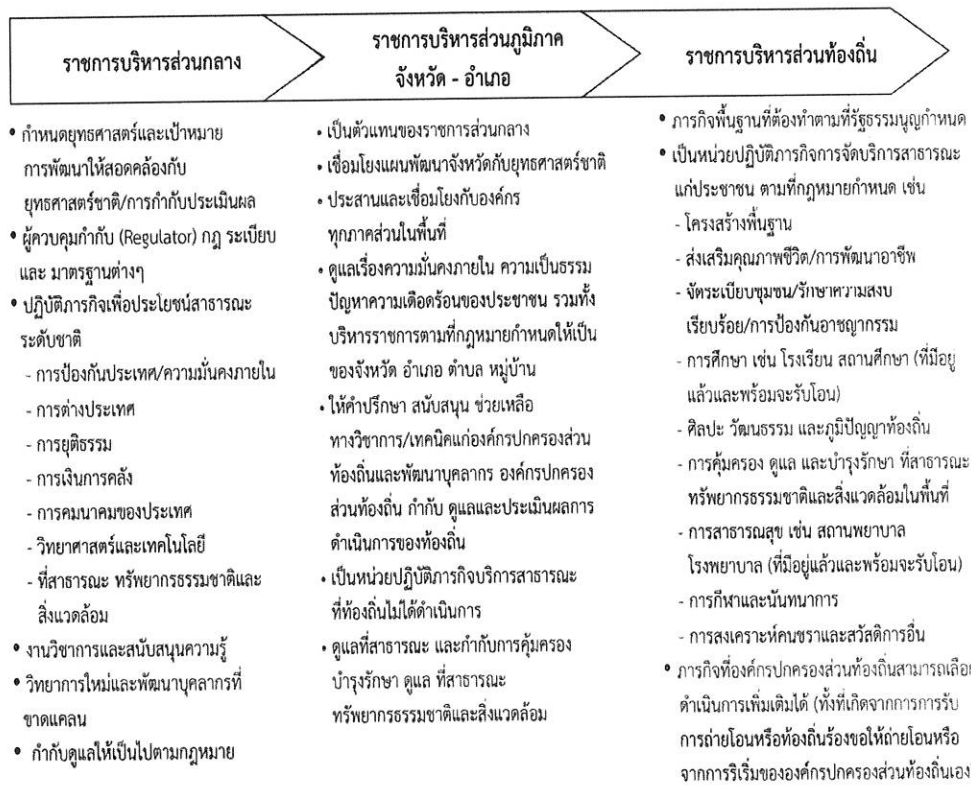 ราชการบริหารส่วนกลาง
ราชการบริหารส่วนภูมิภาค
จังหวัด - อำเภอ
ราชการบริหารส่วนท้องถิ่น
• กำหนดยุทธศาสตร์และเป้าหมาย
การพัฒนาให้สอดคล้องกับ
ยุทธศาสตร์ชาติ/การกำกับประเมินผล
• ผู้ควบคุมกำกับ (Regulator) กฎ ระเบียบ
และ มาตรฐานต่างๆ
• ปฏิบัติภารกิจเพื่อประโยชน์สาธารณะ
ระดับชาติ
- การป้องกันประเทศ/ความมั่นคงภายใน
- การต่างประเทศ
- การยุติธรรม
- การเงินการคลัง
- การคมนาคมของประเทศ
- วิทยาศาสตร์และเทคโนโลยี
- ที่สาธารณะ ทรัพยากรธรรมชาติและ
สิ่งแวดล้อม
• งานวิชาการและสนับสนุนความรู้
• วิทยาการใหม่และพัฒนาบุคลากรที่
ขาดแคลน
• กำกับดูแลให้เป็นไปตามกฎหมาย
• เป็นตัวแทนของราชการส่วนกลาง
• เชื่อมโยงแผนพัฒนาจังหวัดกับยุทธศาสตร์ชาติ
• ประสานและเชื่อมโยงกับองค์กร
ทุกภาคส่วนในพื้นที่
• ดูแลเรื่องความมั่นคงภายใน ความเป็นธรรม
ปัญหาความเดือดร้อนของประชาชน รวมทั้ง
บริหารราชการตามที่กฎหมายกำหนดให้เป็น
ของจังหวัด อำเภอ ตำบล หมู่บ้าน
• ให้คำปรึกษา สนับสนุน ช่วยเหลือ
ทางวิชาการ/เทคนิคแก่องค์กรปกครองส่วน
ท้องถิ่นและพัฒนาบุคลากร องค์กรปกครอง
ส่วนท้องถิ่น กำกับ ดูแลและประเมินผลการ
ดำเนินการของท้องถิ่น
• เป็นหน่วยปฏิบัติภารกิจบริการสาธารณะ
ที่ท้องถิ่นไม่ได้ดำเนินการ
• ดูแลที่สาธารณะ และกำกับการคุ้มครอง
บำรุงรักษา ดูแล ที่สาธารณะ
ทรัพยากรธรรมชาติและสิ่งแวดล้อม
• ภารกิจพื้นฐานที่ต้องทำตามที่รัฐธรรมนูญกำหนด
• เป็นหน่วยปฏิบัติภารกิจการจัดบริการสาธารณะ
แก่ประชาชน ตามที่กฎหมายกำหนด เช่น
- โครงสร้างพื้นฐาน
- ส่งเสริมคุณภาพชีวิต/การพัฒนาอาชีพ
- จัดระเบียบชุมชน/รักษาความสงบ
เรียบร้อย/การป้องกันอาชญากรรม
- การศึกษา เช่น โรงเรียน สถานศึกษา (ที่มีอยู่
แล้วและพร้อมจะรับโอน)
- ศิลปะ วัฒนธรรม และภูมิปัญญาท้องถิ่น
- การคุ้มครอง ดูแล และบำรุงรักษา ที่สาธารณะ
ทรัพยากรธรรมชาติและสิ่งแวดล้อมในพื้นที่
- การสาธารณสุข เช่น สถานพยาบาล
โรงพยาบาล (ที่มีอยู่แล้วและพร้อมจะรับโอน)
- การกีฬาและนันทนาการ
- การสงเคราะห์คนชราและสวัสดิการอื่น
• ภารกิจที่องค์กรปกครองส่วนท้องถิ่นสามารถเลือก
ดำเนินการเพิ่มเติมได้ (ทั้งที่เกิดจากการการรับ
การถ่ายโอนหรือท้องถิ่นร้องขอให้ถ่ายโอนหรือ
จากการริเริ่มขององค์กรปกครองส่วนท้องถิ่นเอง